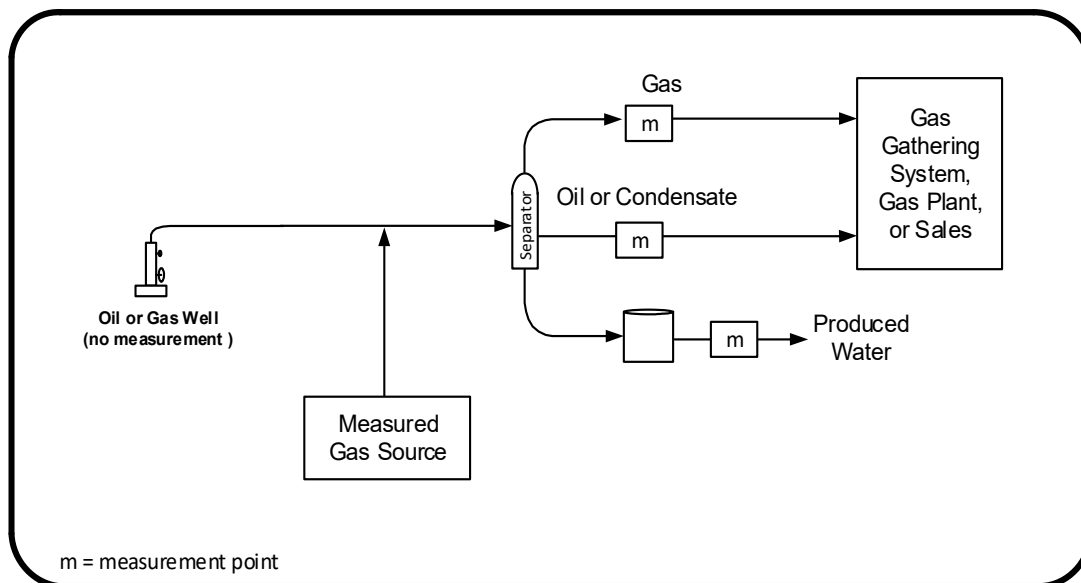 Gas
m
Gas
Gathering
System,
Gas Plant,
or Sales
Oil or Condensate
m
Separator
Oil or Gas Well
(no measurement )
m
Produced
Water
Measured
Gas Source
m = measurement point